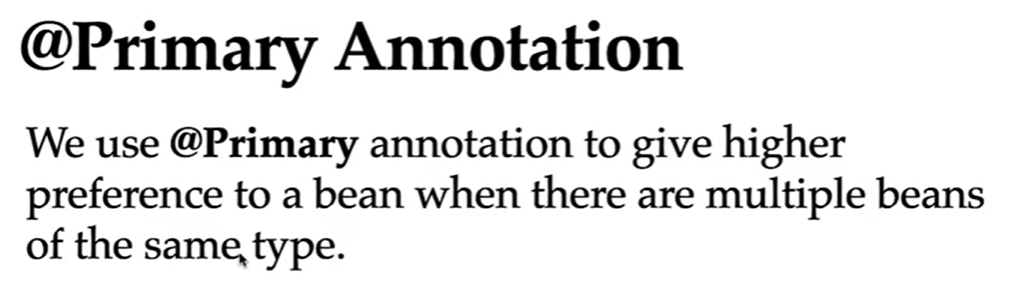 @Primary Annotation
We use @Primary annotation to give higher
preference to a bean when there are multiple beans
of the same type.